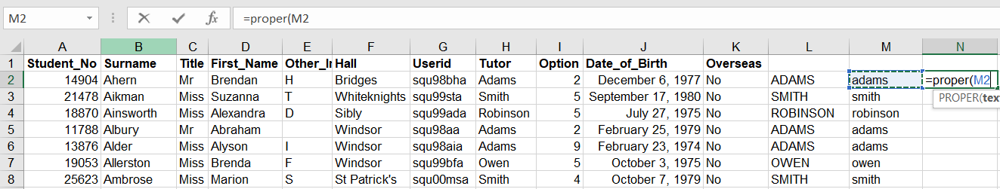 M2 =proper(M2
A B C D E F G H I J K L M N
1 Student_No Surname Title First_Name Other_I Hall Userid Tutor Option Date_of_Birth Overseas
2 14904 Ahern Mr Brendan H Bridges squ98bha Adams 2 December 6, 1977 No ADAMS adams =proper(M2
3 21478 Aikman Miss Suzanna T Whiteknights squ99sta Smith 5 September 17, 1980 No SMITH smith PROPER(tex
4 18870 Ainsworth Miss Alexandra D Sibly squ99ada Robinson 5 July 27, 1975 No ROBINSON robinson
5 11788 Albury Mr Abraham Windsor squ98aa Adams 2 February 25, 1979 No ADAMS adams
6 13876 Alder Miss Alyson I Windsor squ98aia Adams 9 February 23, 1974 No ADAMS adams
7 19053 Allerston Miss Brenda F Windsor squ99bfa Owen 5 October 3, 1975 No OWEN owen
8 25623 Ambrose Miss Marion S St Patrick's squ00msa Smith 4 October 7, 1979 No SMITH smith